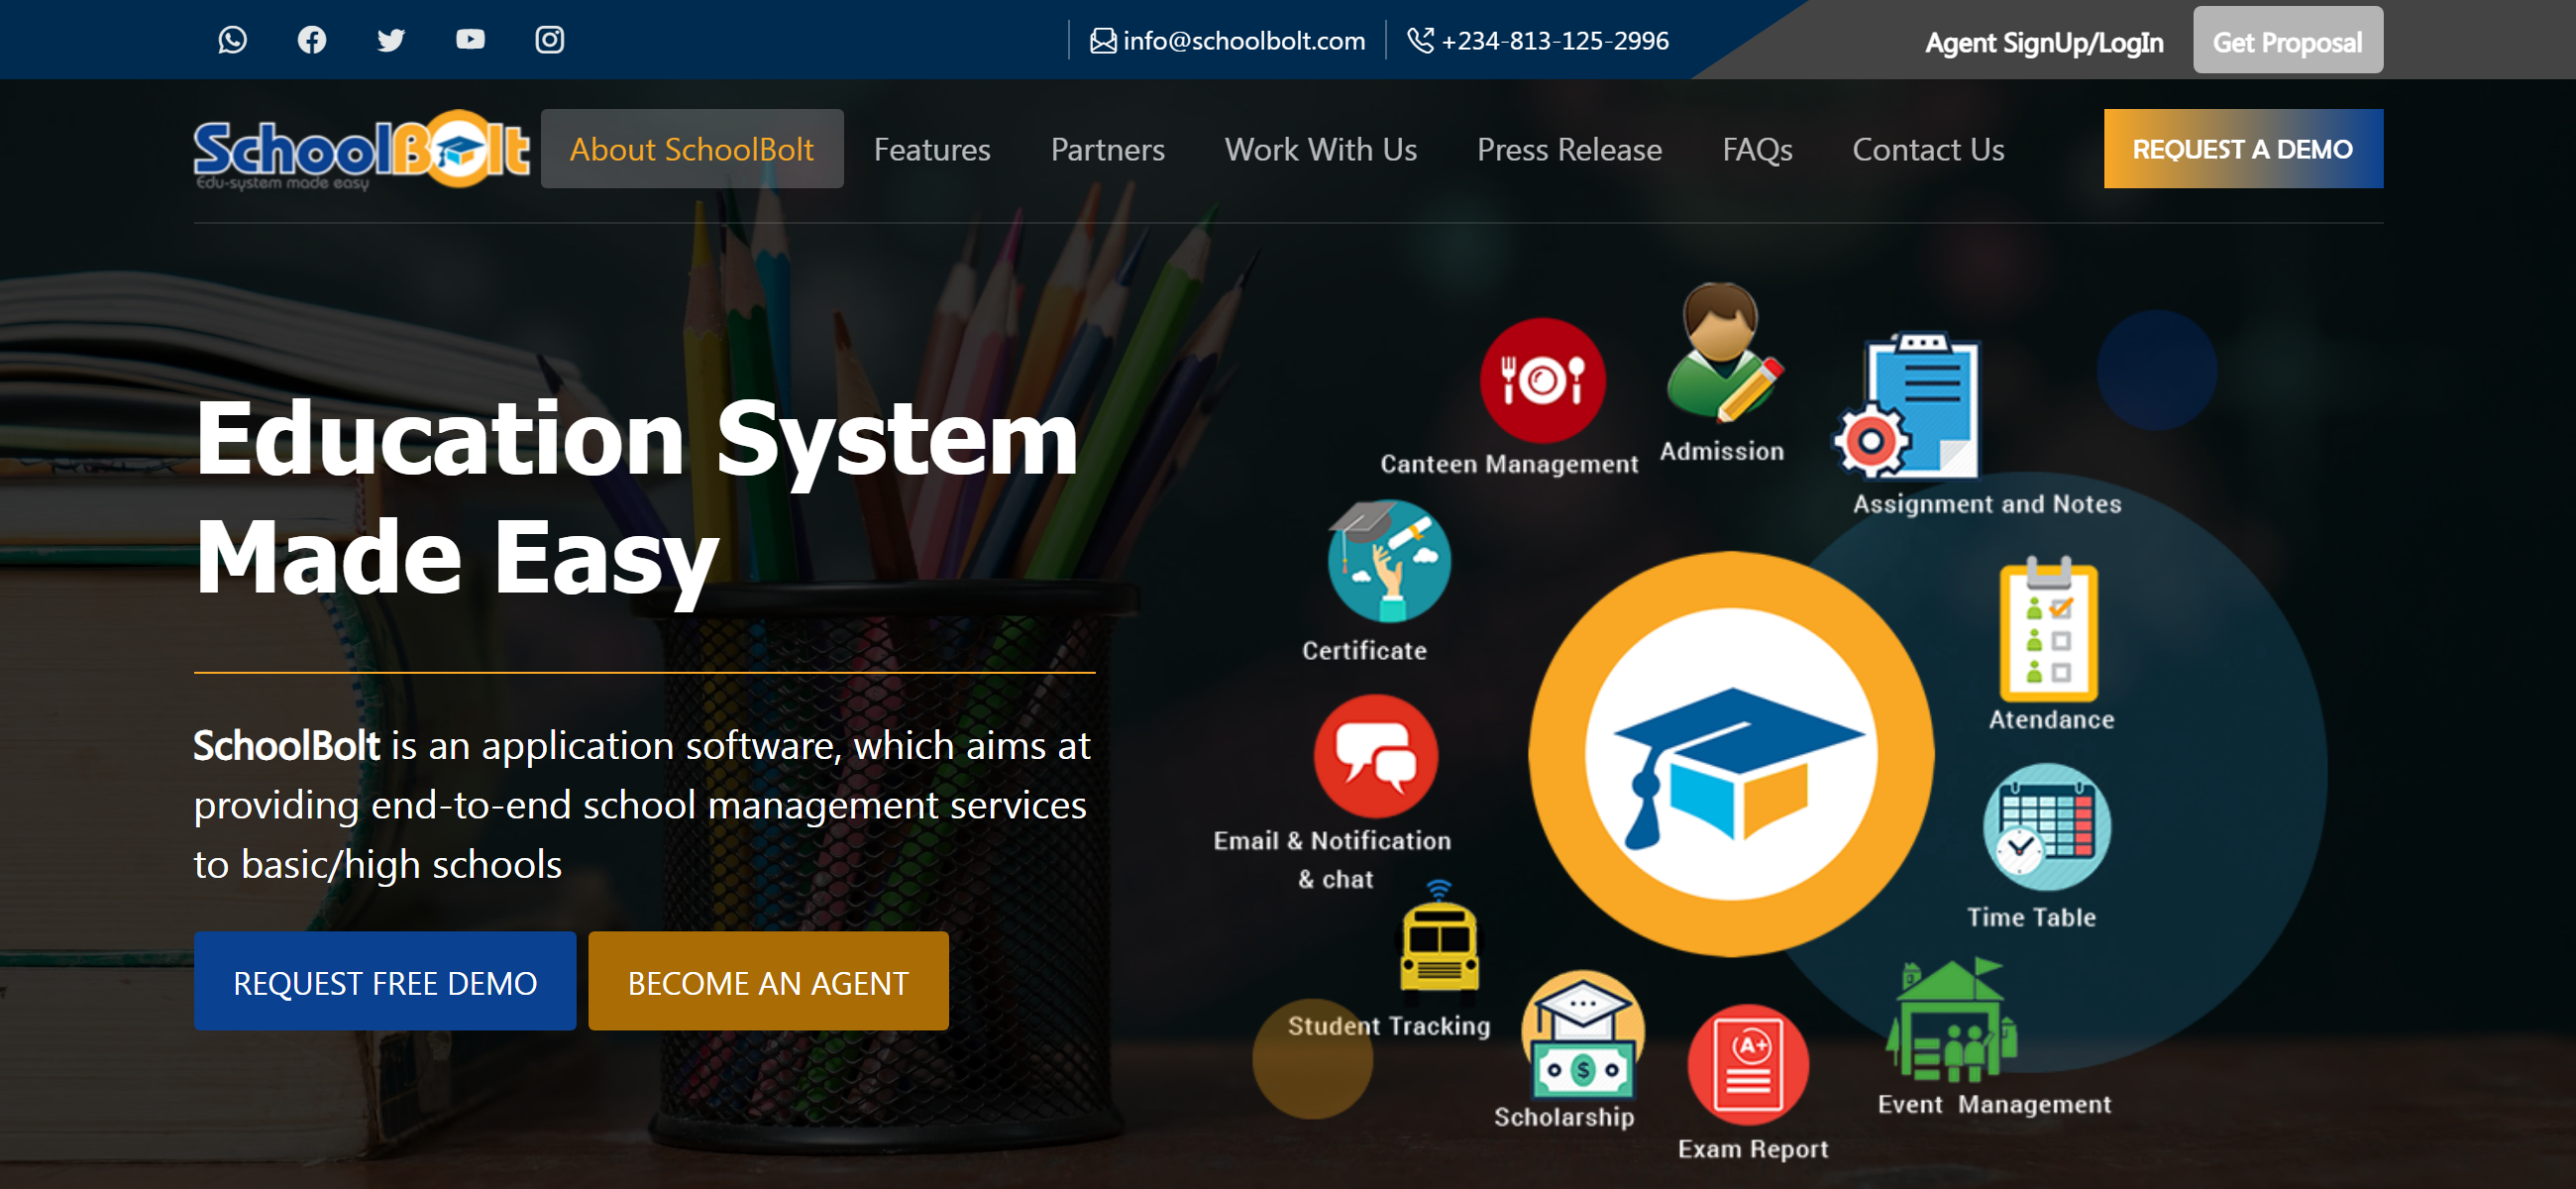 info@schoolbolt.com
+234-813-125-2996
Agent SignUp/LogIn
Get Proposal
SchoolBolt
Edu-system made easy
About SchoolBolt
Features
Partners
Work With Us
Press Release
FAQs
Contact Us
REQUEST A DEMO
Education System
Made Easy
SchoolBolt is an application software, which aims at
providing end-to-end school management services
to basic/high schools
REQUEST FREE DEMO
BECOME AN AGENT
Canteen Management
Admission
Assignment and Notes
Certificate
Atendance
Email & Notification
& chat
Time Table
Student Tracking
Scholarship
$
A+
Exam Report
Event Management